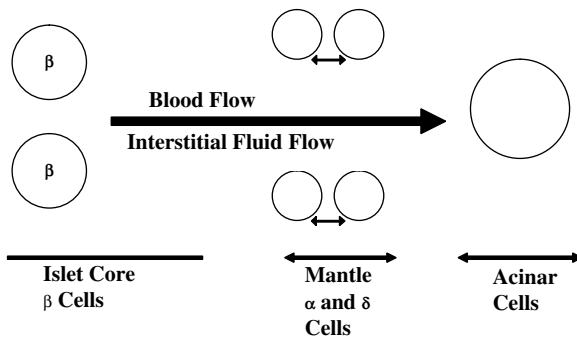 β
β
Blood Flow
Interstitial Fluid Flow
Islet Core
β Cells
Mantle
α and δ
Cells
Acinar
Cells